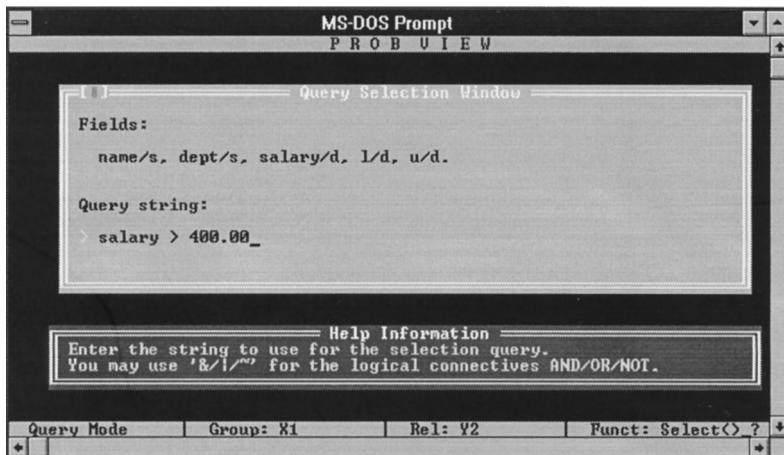 MS-DOS Prompt
P R O B V I E W
Query Selection Window
Fields:
name/s, dept/s, salary/d, l/d, u/d.
Query string:
> salary > 400.00_
Help Information
Enter the string to use for the selection query.
You may use '&/|/~' for the logical connectives AND/OR/NOT.
Query Mode Group: X1 Rel: Y2 Funct: Select<>_?